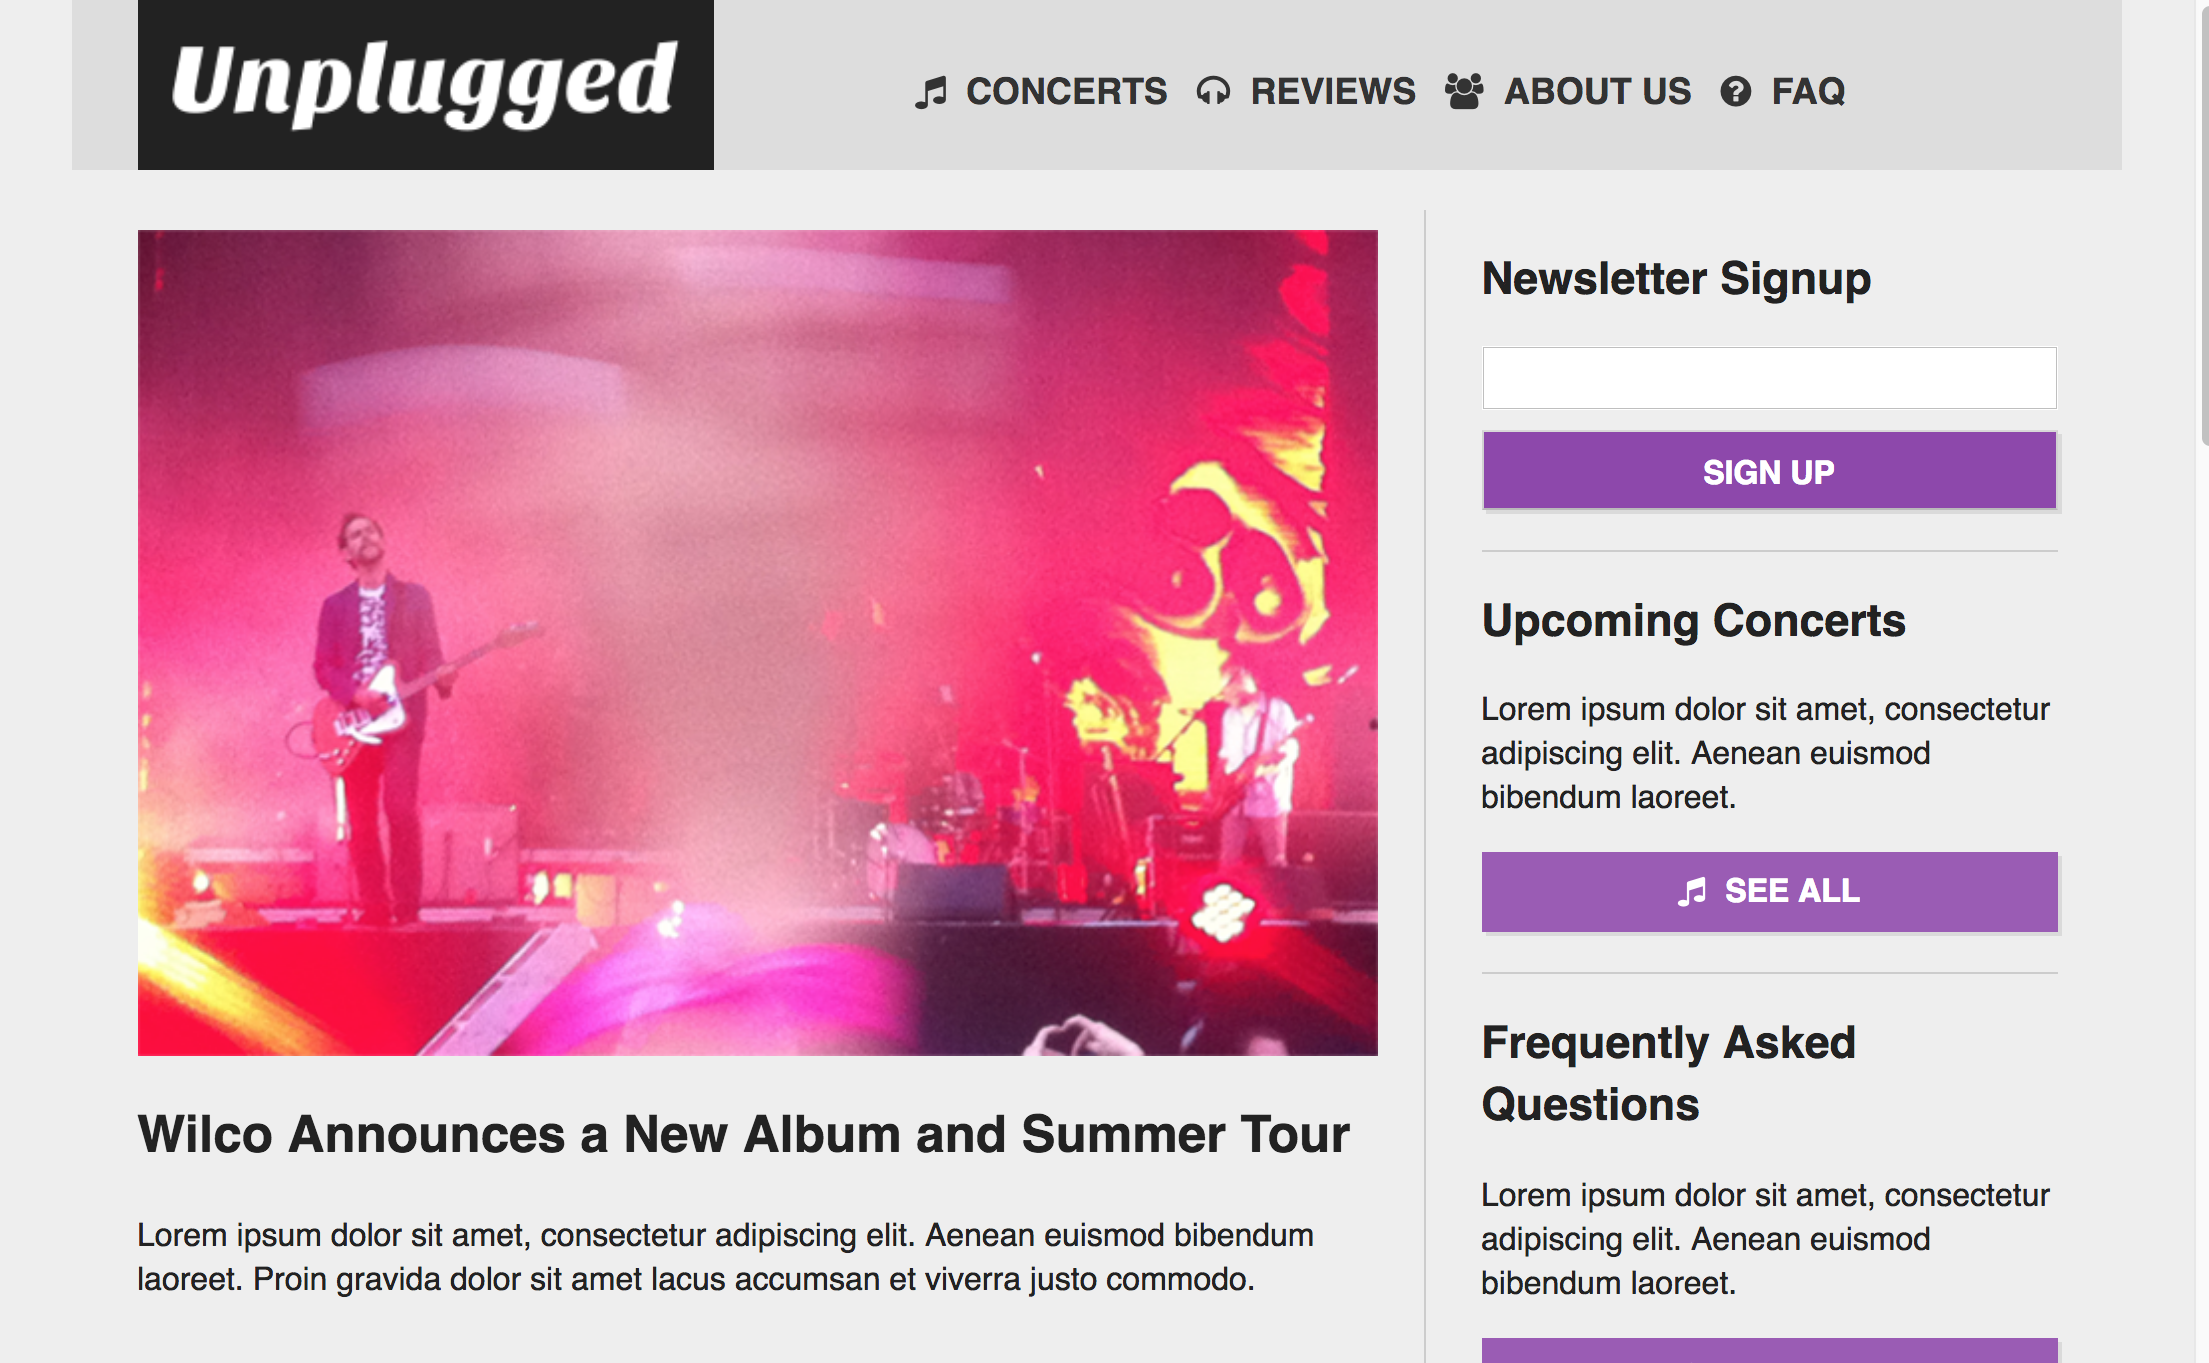 Unplugged
CONCERTS REVIEWS ABOUT US FAQ
Wilco Announces a New Album and Summer Tour
Lorem ipsum dolor sit amet, consectetur adipiscing elit. Aenean euismod bibendum
laoreet. Proin gravida dolor sit amet lacus accumsan et viverra justo commodo.
Newsletter Signup
SIGN UP
Upcoming Concerts
Lorem ipsum dolor sit amet, consectetur
adipiscing elit. Aenean euismod
bibendum laoreet.
SEE ALL
Frequently Asked
Questions
Lorem ipsum dolor sit amet, consectetur
adipiscing elit. Aenean euismod
bibendum laoreet.